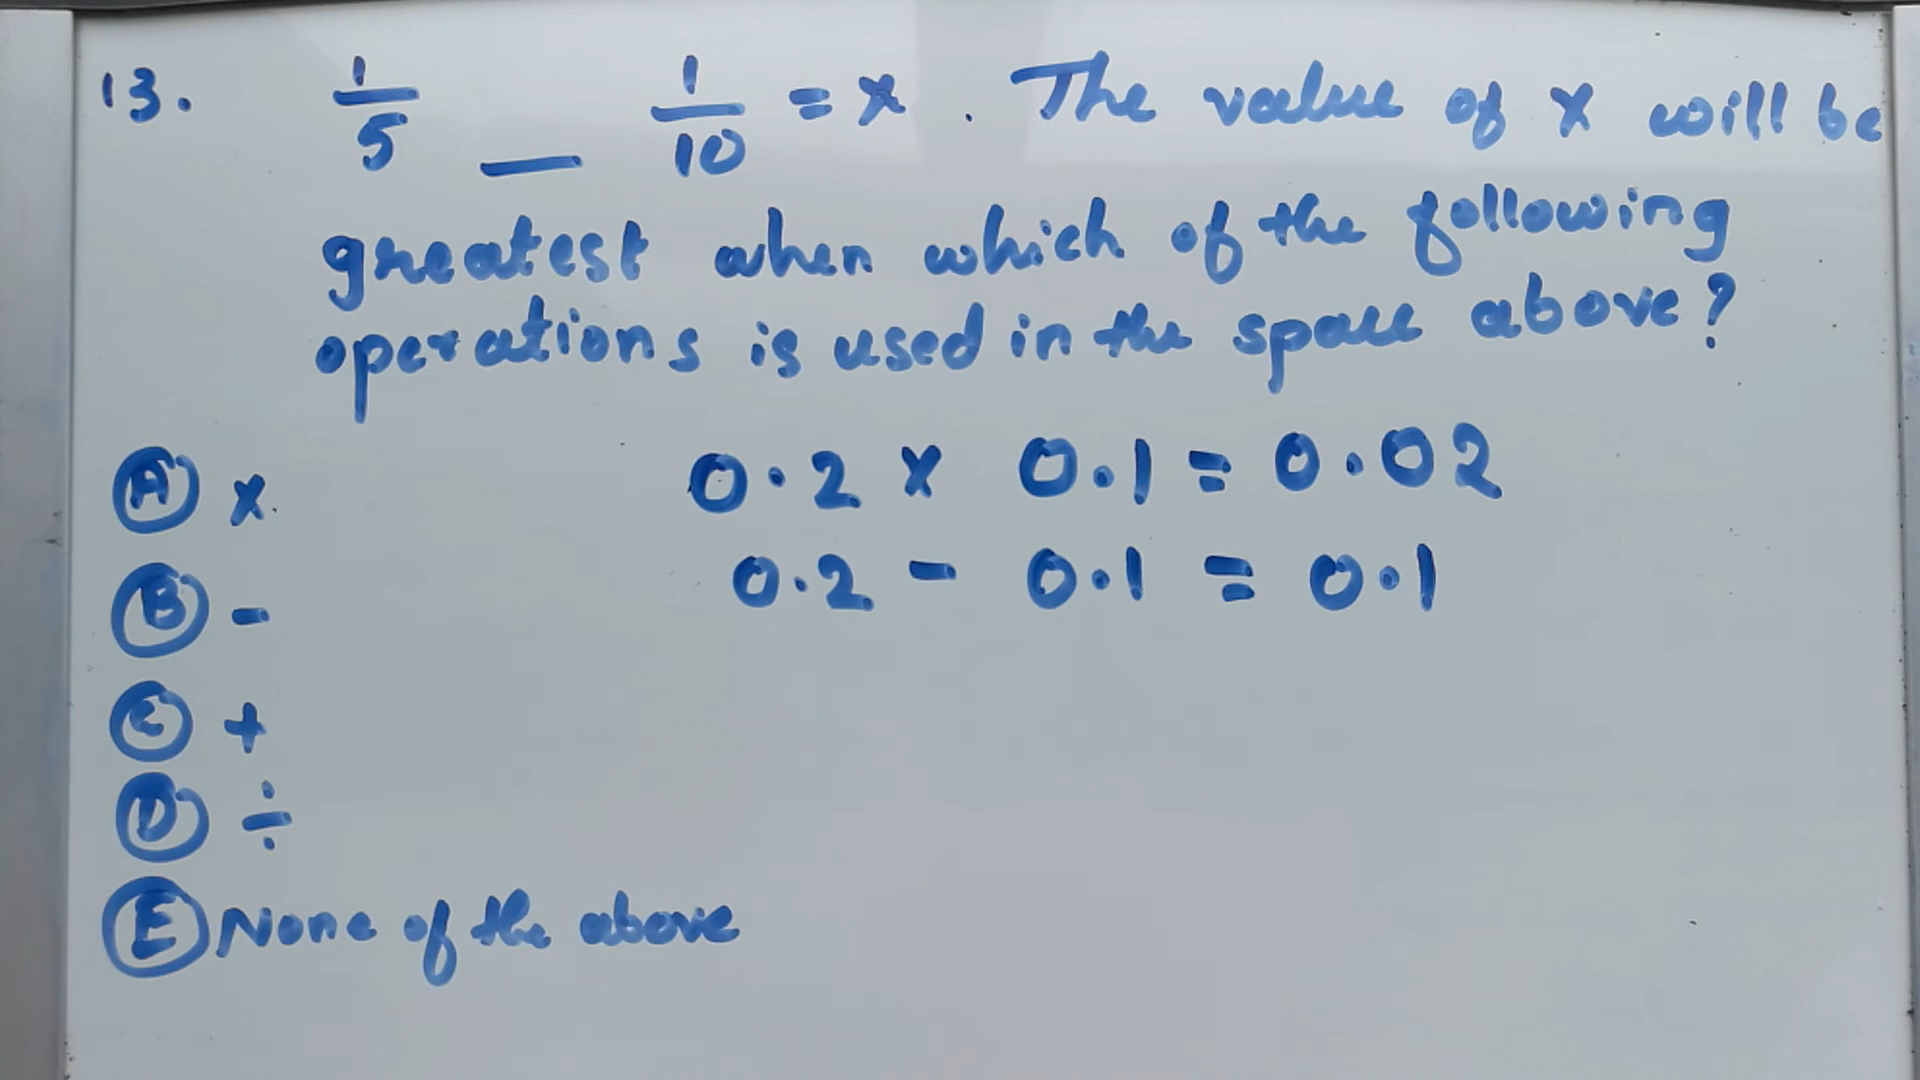 13. 1/5 _ 1/10 = x . The value of x will be
greatest when which of the following
operations is used in the space above?
(A) x 0.2 x 0.1 = 0.02
(B) - 0.2 - 0.1 = 0.1
(C) +
(D) ÷
(E) None of the above